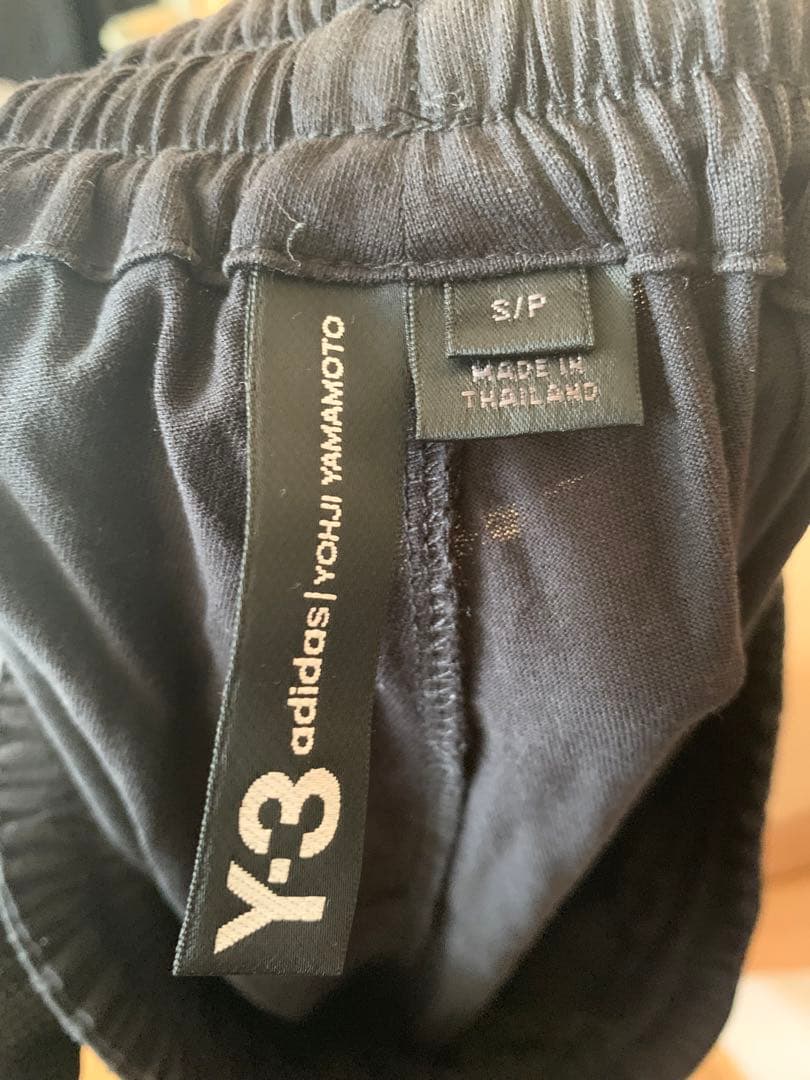 Y-3 adidas | YOHJI YAMAMOTO
S/P
MADE IN
THAILAND